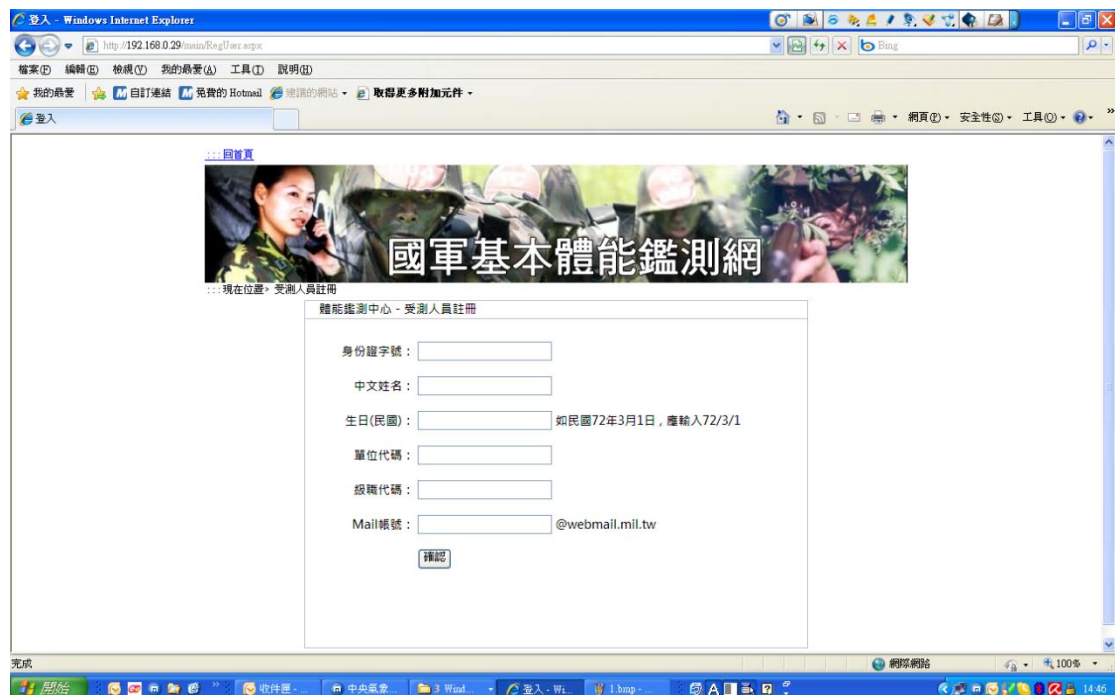 登入 - Windows Internet Explorer
http://192.168.0.29/main/RegUser.aspx
Bing
檔案(F) 編輯(E) 檢視(V) 我的最愛(A) 工具(T) 說明(H)
我的最愛 自訂連結 免費的 Hotmail 建議的網站 取得更多附加元件
登入
網頁(P) 安全性(S) 工具(O)
:::回首頁
國軍基本體能鑑測網
:::現在位置> 受測人員註冊
體能鑑測中心 - 受測人員註冊
身份證字號：
中文姓名：
生日(民國)： 如民國72年3月1日，應輸入72/3/1
單位代碼：
級職代碼：
Mail帳號： @webmail.mil.tw
確認
完成
網際網路
100%
開始
收件匣 - ...
中央氣象...
3 Wind...
登入 - Wi...
1.bmp - ...
14:46